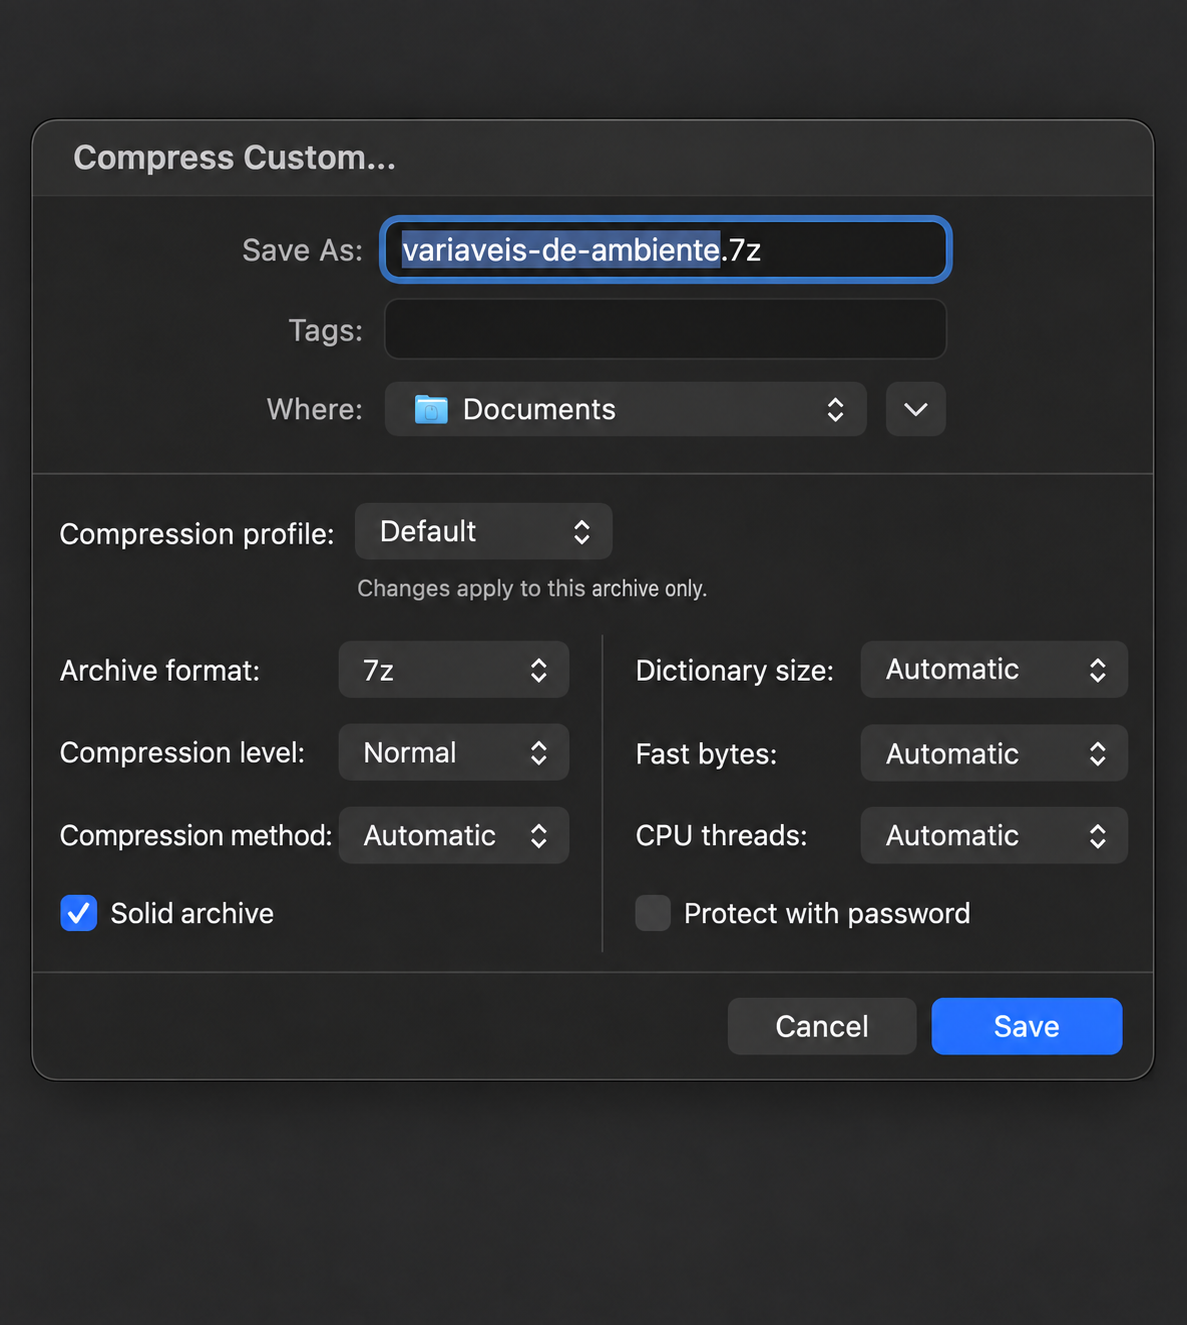 Compress Custom...
Save As: variaveis-de-ambiente.7z
Tags:
Where: Documents
Compression profile: Default
Changes apply to this archive only.
Archive format: 7z
Dictionary size: Automatic
Compression level: Normal
Fast bytes: Automatic
Compression method: Automatic
CPU threads: Automatic
Solid archive
Protect with password
Cancel
Save